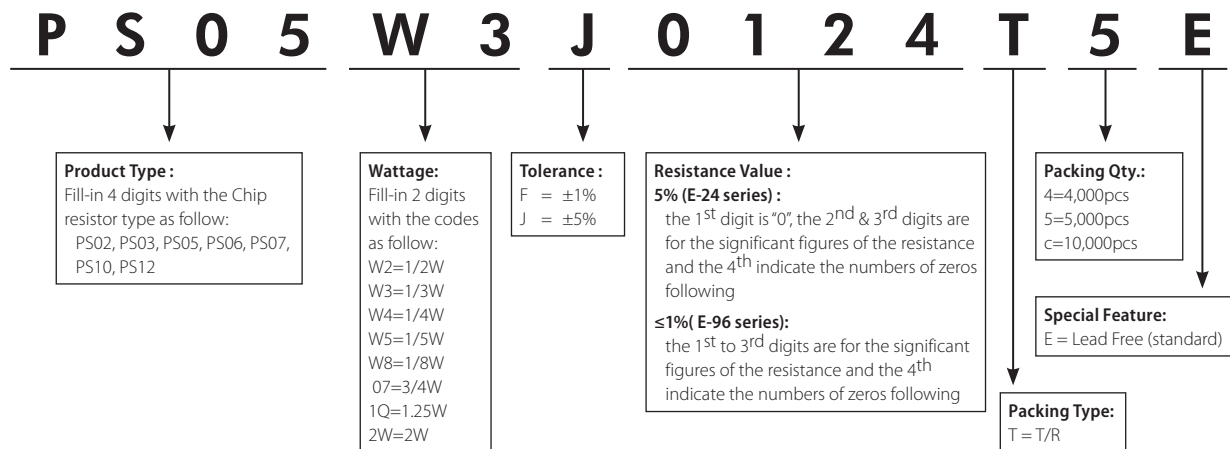 P S 0 5 W 3 J 0 1 2 4 T 5 E
Product Type :
Fill-in 4 digits with the Chip
resistor type as follow:
PS02, PS03, PS05, PS06, PS07,
PS10, PS12
Wattage:
Fill-in 2 digits
with the codes
as follow:
W2=1/2W
W3=1/3W
W4=1/4W
W5=1/5W
W8=1/8W
07=3/4W
1Q=1.25W
2W=2W
Tolerance :
F = ±1%
J = ±5%
Resistance Value :
5% (E-24 series) :
the 1st digit is "0", the 2nd & 3rd digits are
for the significant figures of the resistance
and the 4th indicate the numbers of zeros
following
≤1%( E-96 series):
the 1st to 3rd digits are for the significant
figures of the resistance and the 4th
indicate the numbers of zeros following
Packing Qty.:
4=4,000pcs
5=5,000pcs
c=10,000pcs
Special Feature:
E = Lead Free (standard)
Packing Type:
T = T/R